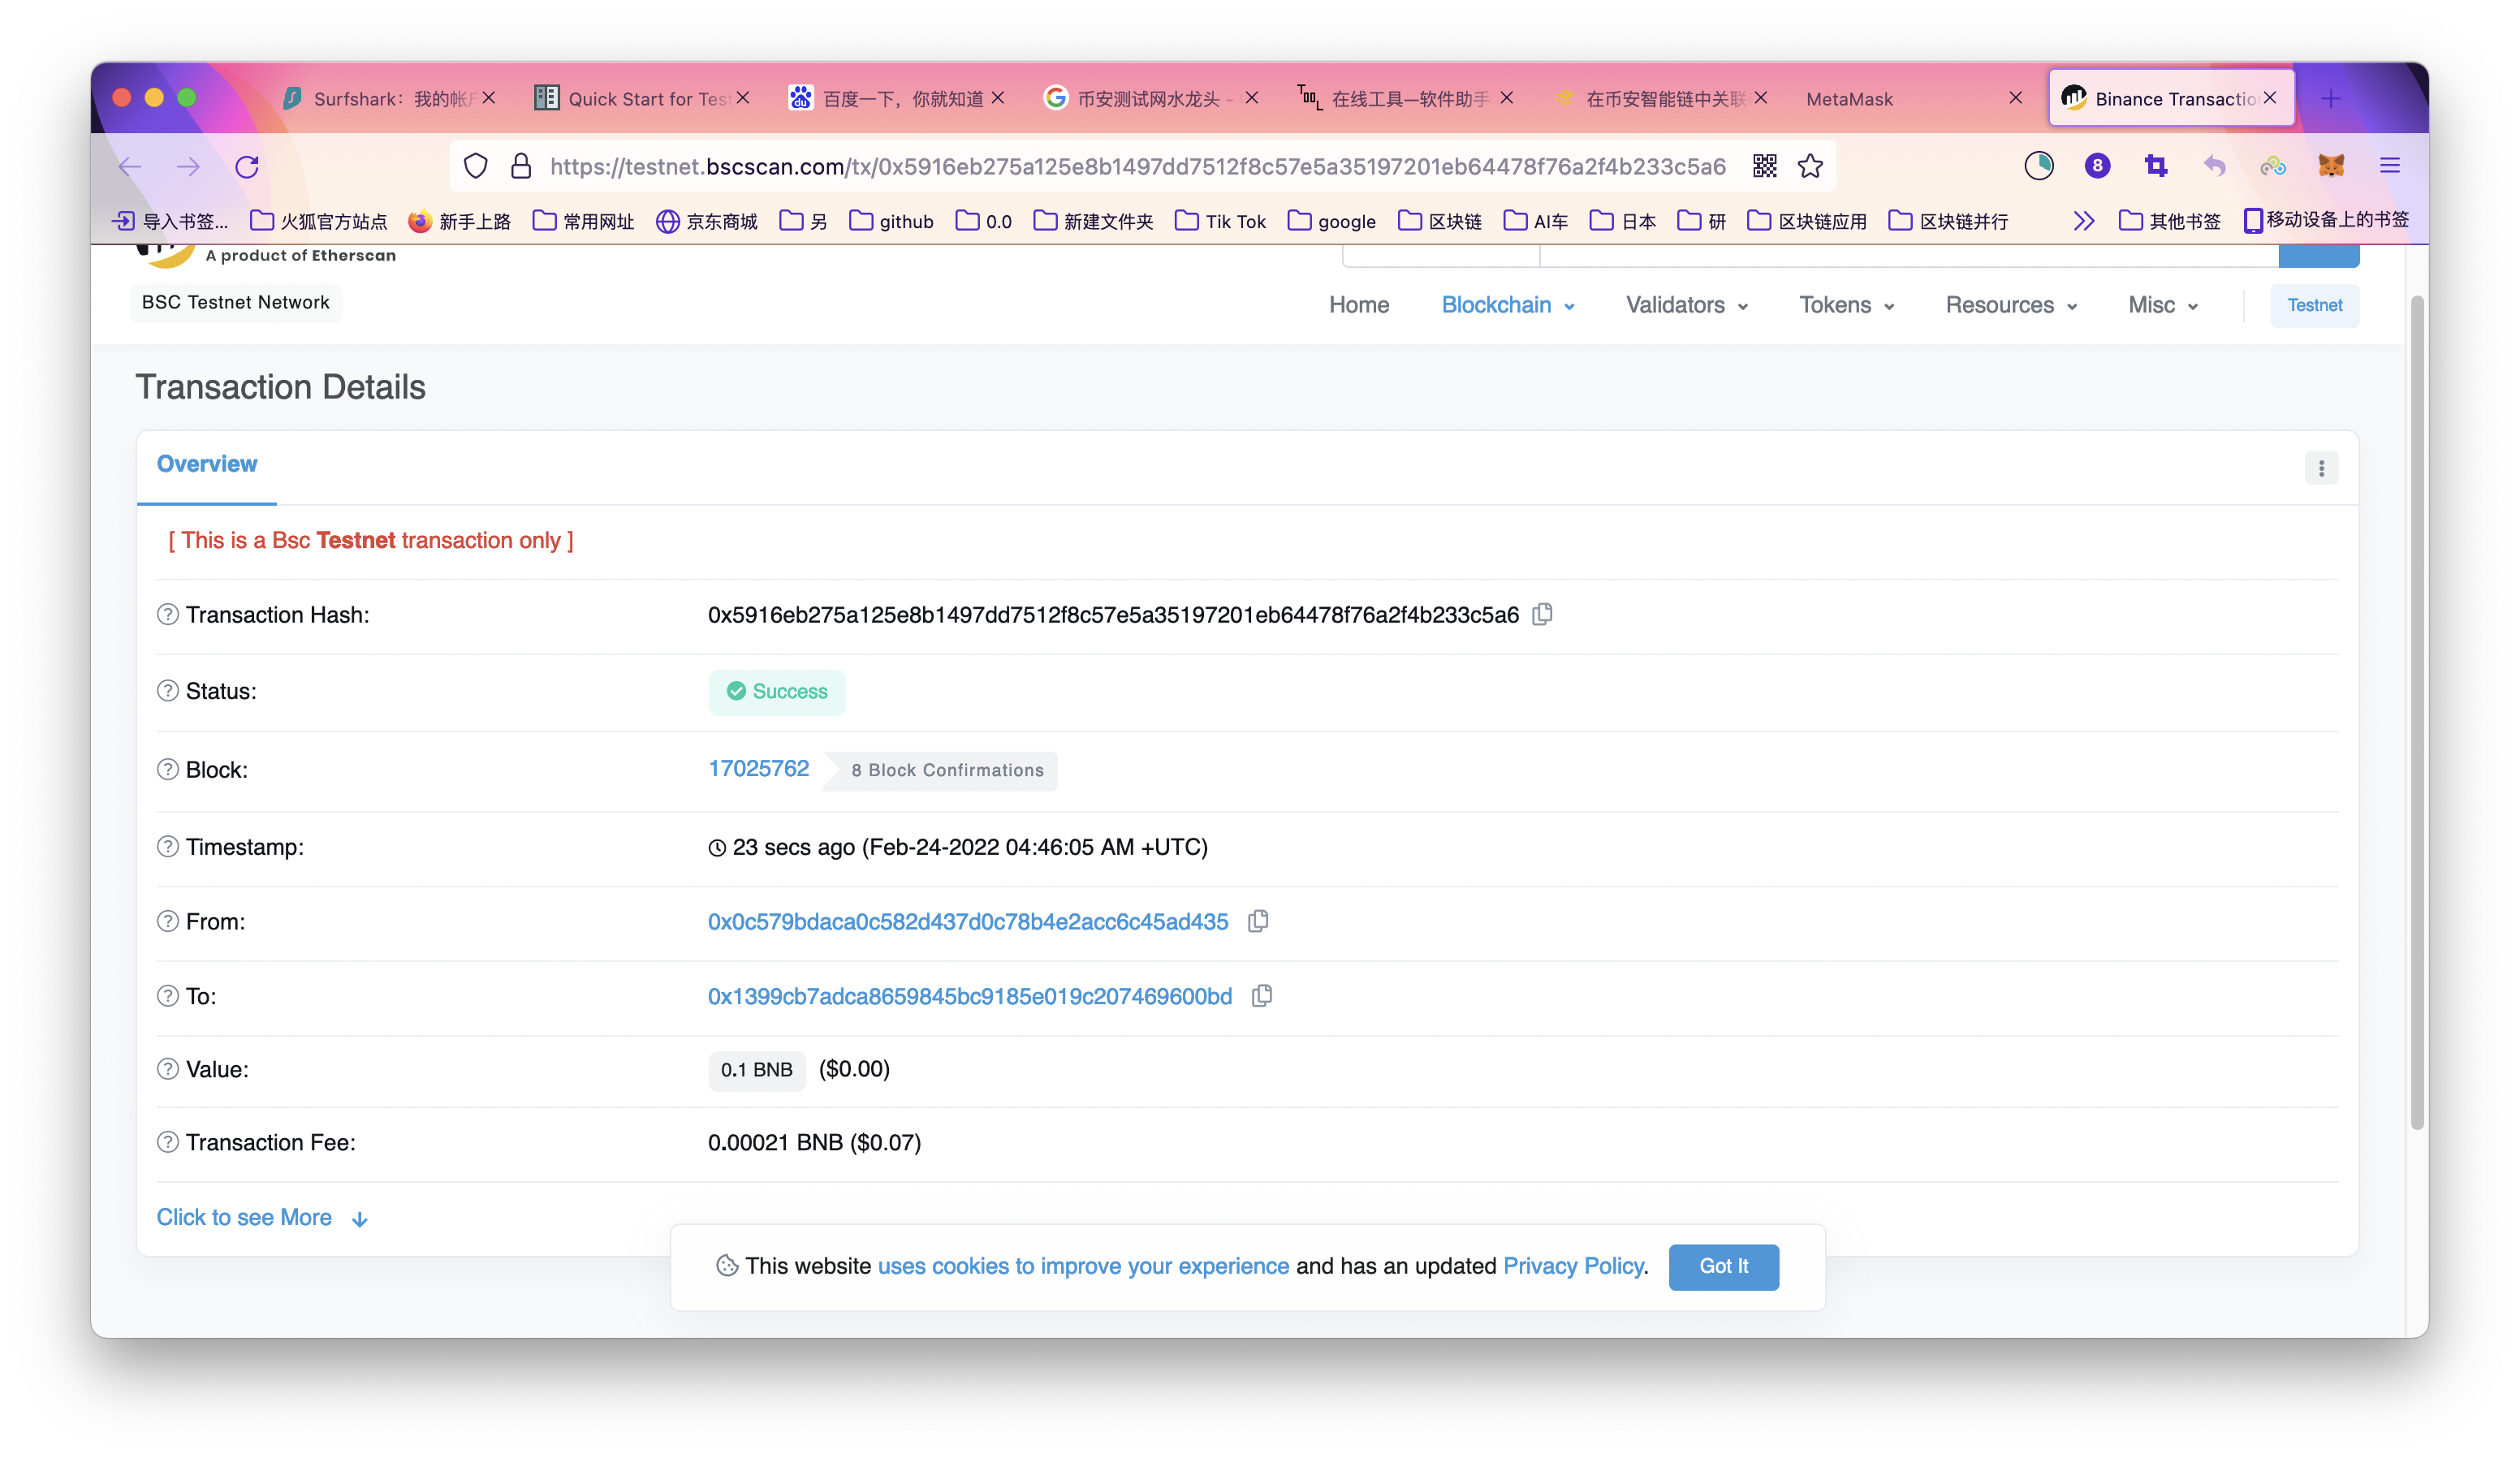 Surfshark：我的帐户
Quick Start for Test
百度一下，你就知道
币安测试网水龙头 -
在线工具—软件助手
在币安智能链中关联
MetaMask
Binance Transactio
https://testnet.bscscan.com/tx/0x5916eb275a125e8b1497dd7512f8c57e5a35197201eb64478f76a2f4b233c5a6
8
导入书签...
火狐官方站点
新手上路
常用网址
京东商城
另
github
0.0
新建文件夹
Tik Tok
google
区块链
AI车
日本
研
区块链应用
区块链并行
其他书签
移动设备上的书签
A product of Etherscan
BSC Testnet Network
Home
Blockchain
Validators
Tokens
Resources
Misc
Testnet
Transaction Details
Overview
[ This is a Bsc Testnet transaction only ]
Transaction Hash:
0x5916eb275a125e8b1497dd7512f8c57e5a35197201eb64478f76a2f4b233c5a6
Status:
Success
Block:
17025762
8 Block Confirmations
Timestamp:
23 secs ago (Feb-24-2022 04:46:05 AM +UTC)
From:
0x0c579bdaca0c582d437d0c78b4e2acc6c45ad435
To:
0x1399cb7adca8659845bc9185e019c207469600bd
Value:
0.1 BNB ($0.00)
Transaction Fee:
0.00021 BNB ($0.07)
Click to see More
This website uses cookies to improve your experience and has an updated Privacy Policy.
Got It